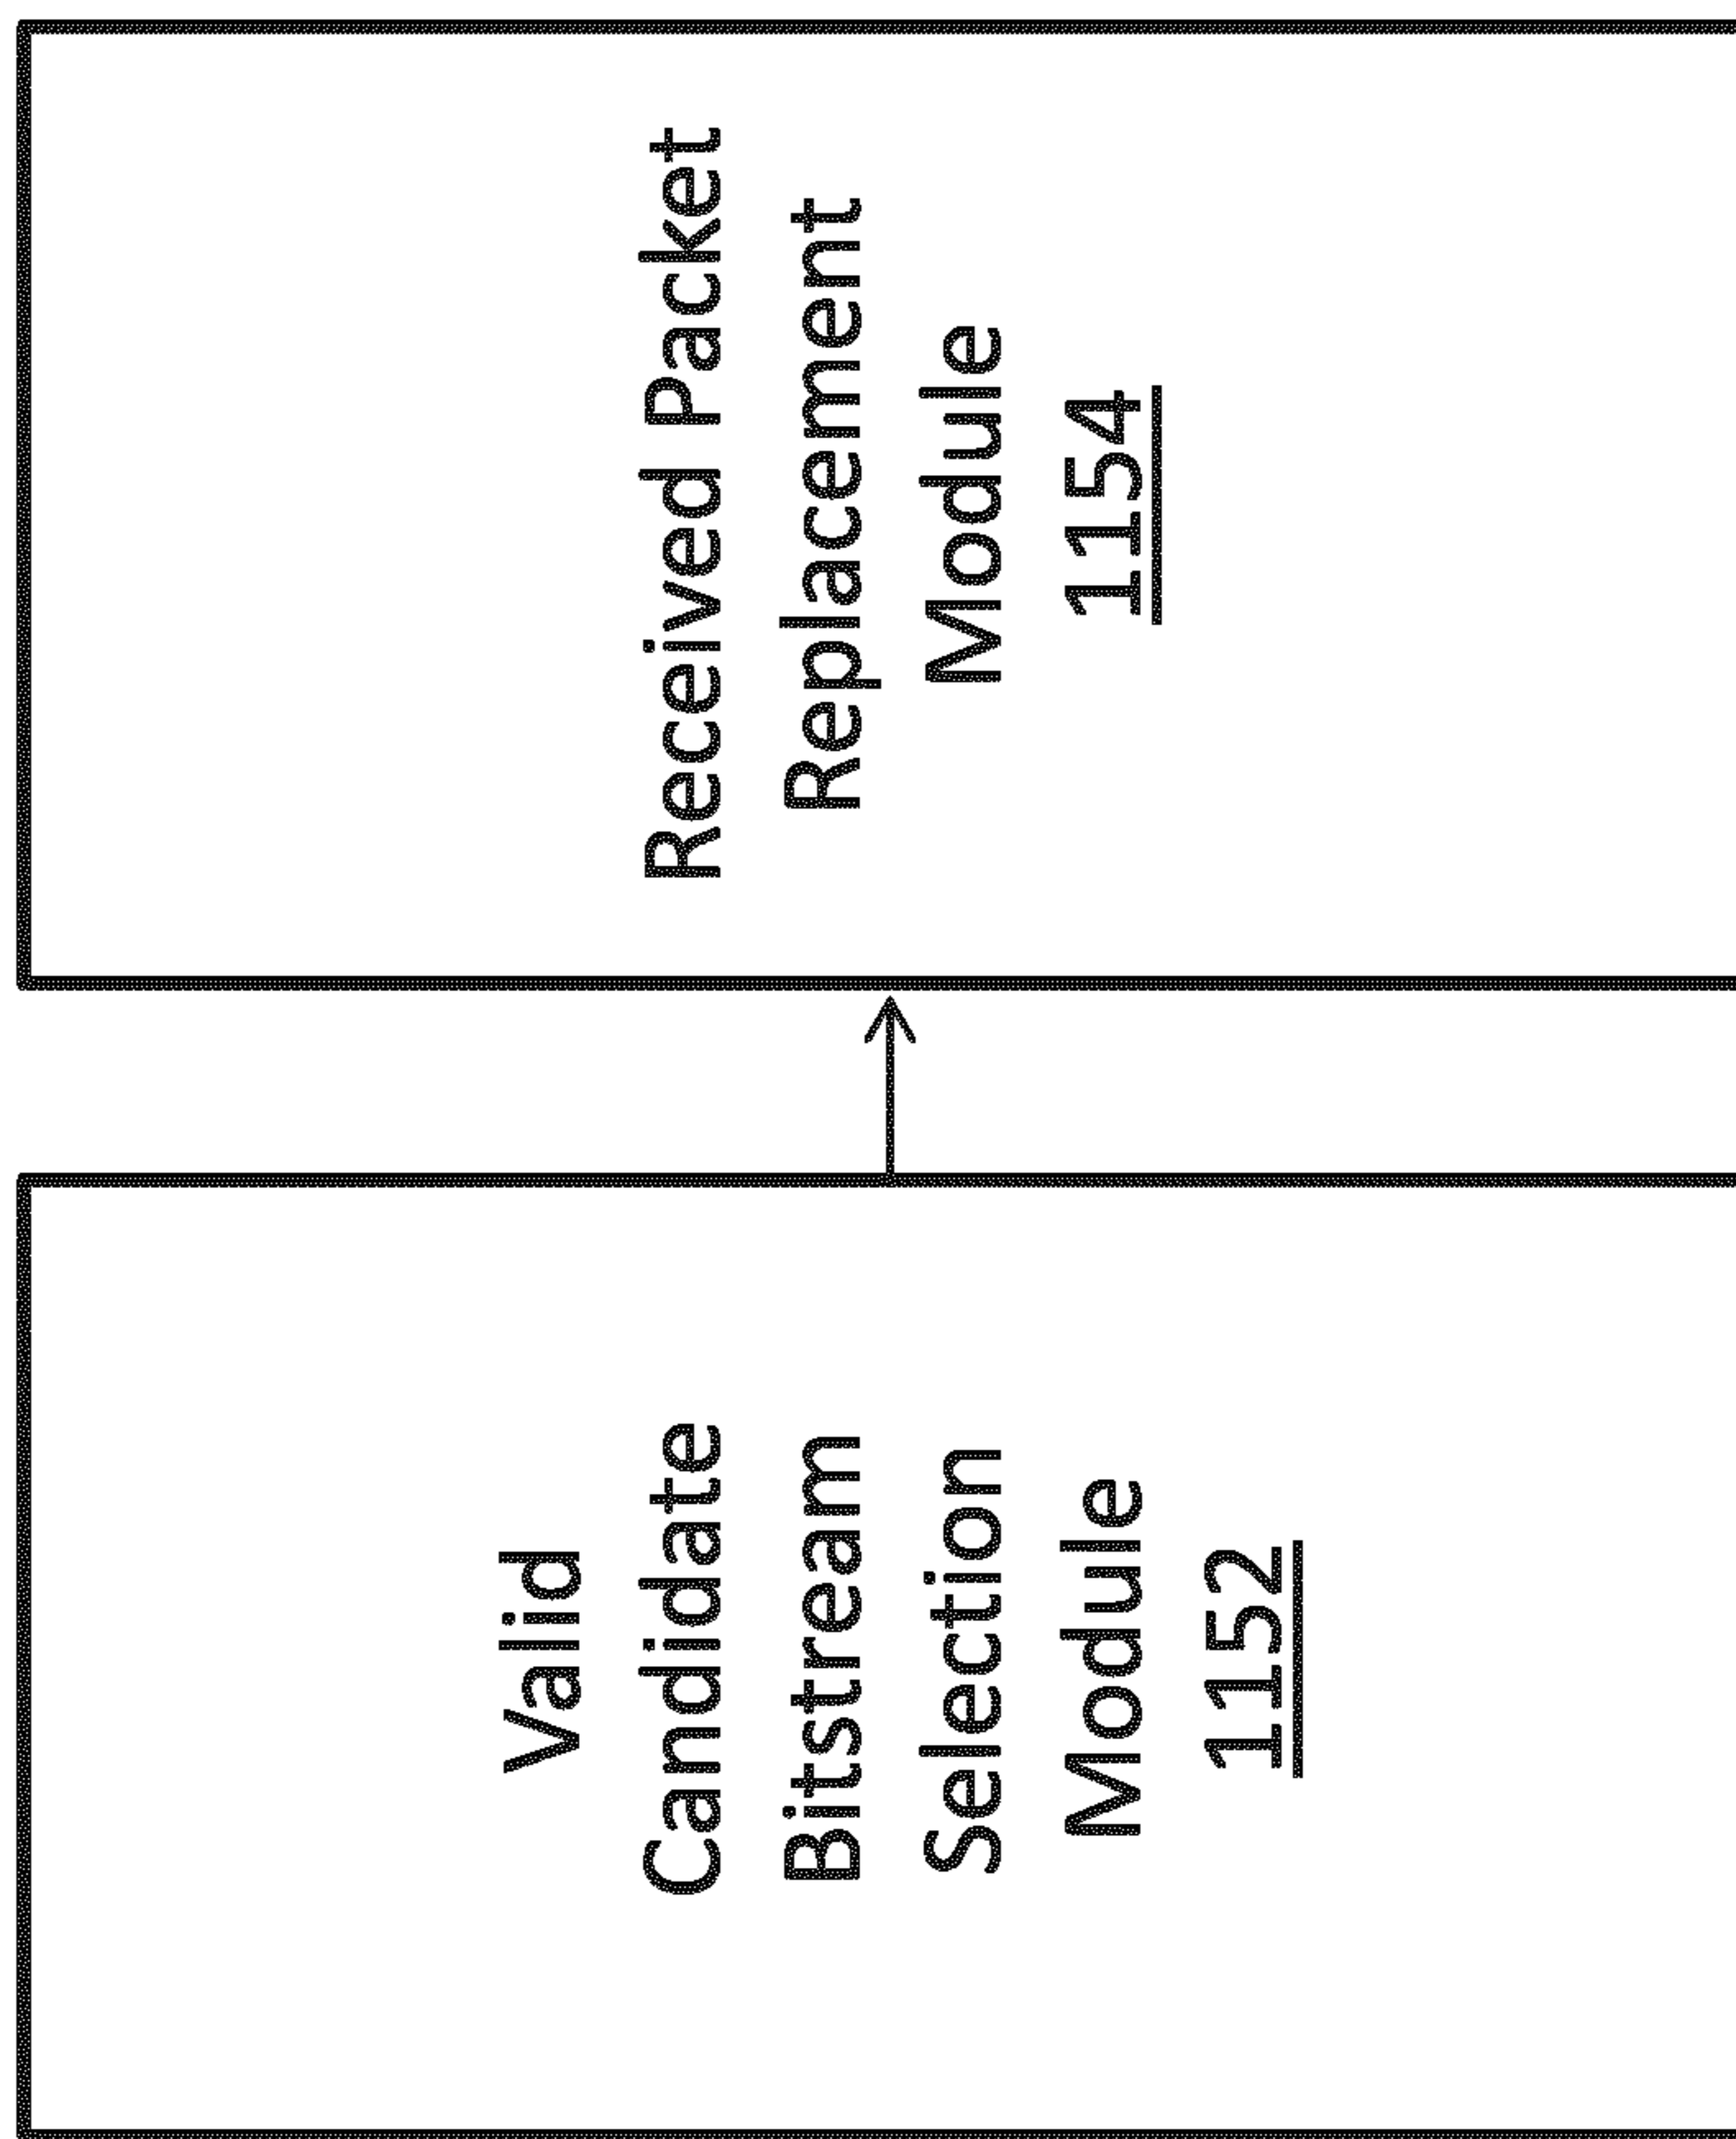 Valid
Candidate
Bitstream
Selection
Module
1152
Received Packet
Replacement
Module
1154